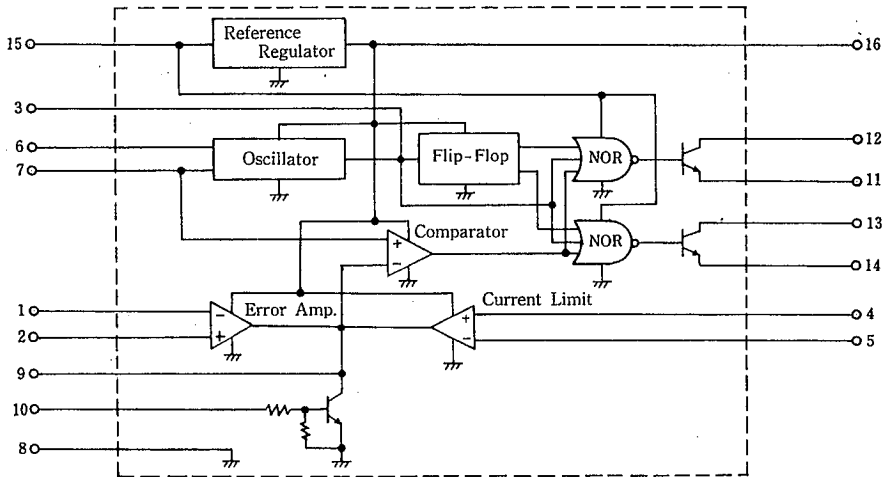 Reference
Regulator
15
16
3
6
7
Oscillator
Flip-Flop
NOR
12
11
Comparator
+
−
NOR
13
14
1
2
−
+
Error Amp.
Current Limit
+
−
4
5
9
10
8